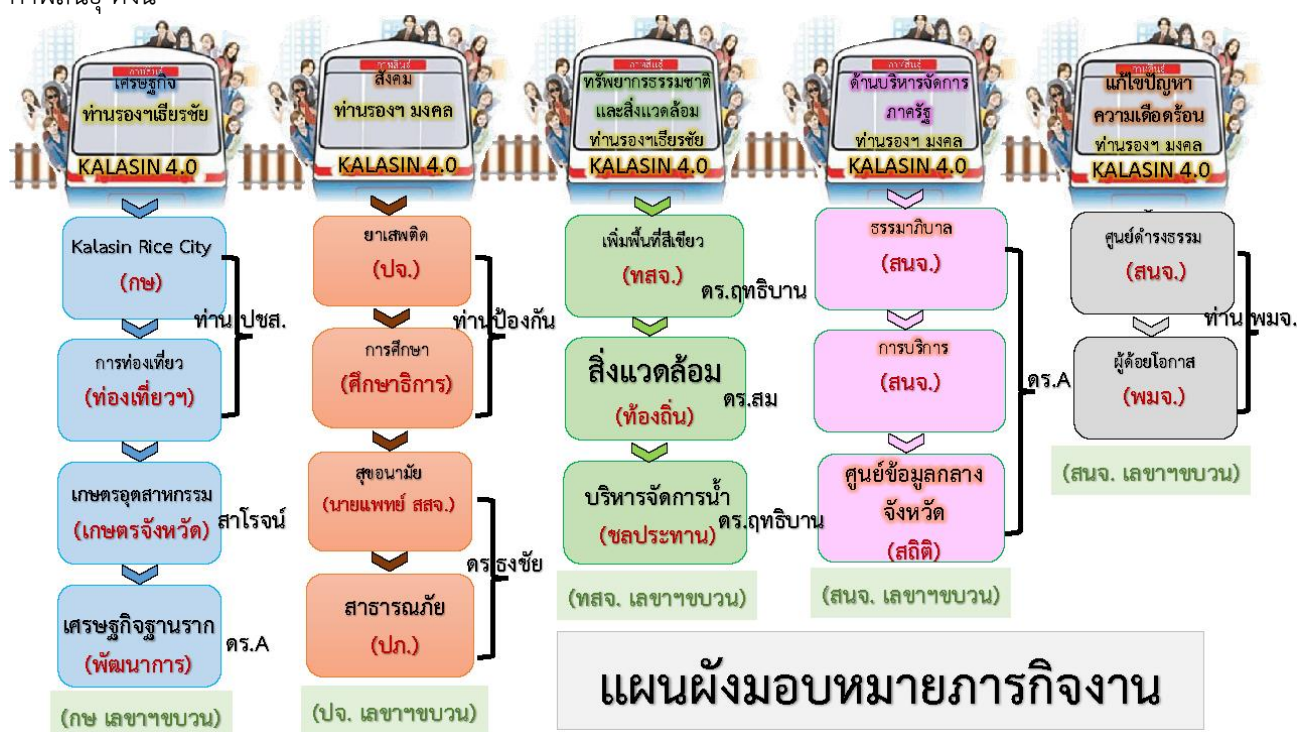 กาฬสินธุ์ ดังนี้
กาฬสินธุ์
เศรษฐกิจ
ท่านรองฯเธียรชัย
KALASIN 4.0
Kalasin Rice City
(กษ)
การท่องเที่ยว
(ท่องเที่ยวฯ)
ท่าน ปชส.
เกษตรอุตสาหกรรม
(เกษตรจังหวัด)
สาโรจน์
เศรษฐกิจฐานราก
(พัฒนาการ)
ดร.A
(กษ เลขาฯขบวน)
กาฬสินธุ์
สังคม
ท่านรองฯ มงคล
KALASIN 4.0
ยาเสพติด
(ปจ.)
การศึกษา
(ศึกษาธิการ)
ท่านป้องกัน
สุขอนามัย
(นายแพทย์ สสจ.)
สาธารณภัย
(ปภ.)
ดร.ธงชัย
(ปจ. เลขาฯขบวน)
กาฬสินธุ์
ทรัพยากรธรรมชาติ
และสิ่งแวดล้อม
ท่านรองฯเธียรชัย
KALASIN 4.0
เพิ่มพื้นที่สีเขียว
(ทสจ.)
ดร.ฤทธิบาน
สิ่งแวดล้อม
(ท้องถิ่น)
ดร.สม
บริหารจัดการน้ำ
(ชลประทาน)
ดร.ฤทธิบาน
(ทสจ. เลขาฯขบวน)
กาฬสินธุ์
ด้านบริหารจัดการ
ภาครัฐ
ท่านรองฯ มงคล
KALASIN 4.0
ธรรมาภิบาล
(สนจ.)
การบริการ
(สนจ.)
ศูนย์ข้อมูลกลาง
จังหวัด
(สถิติ)
ดร.A
(สนจ. เลขาฯขบวน)
แก้ไขปัญหา
ความเดือดร้อน
ท่านรองฯ มงคล
KALASIN 4.0
ศูนย์ดำรงธรรม
(สนจ.)
ผู้ด้อยโอกาส
(พมจ.)
ท่าน พมจ.
(สนจ. เลขาฯขบวน)
แผนผังมอบหมายภารกิจงาน